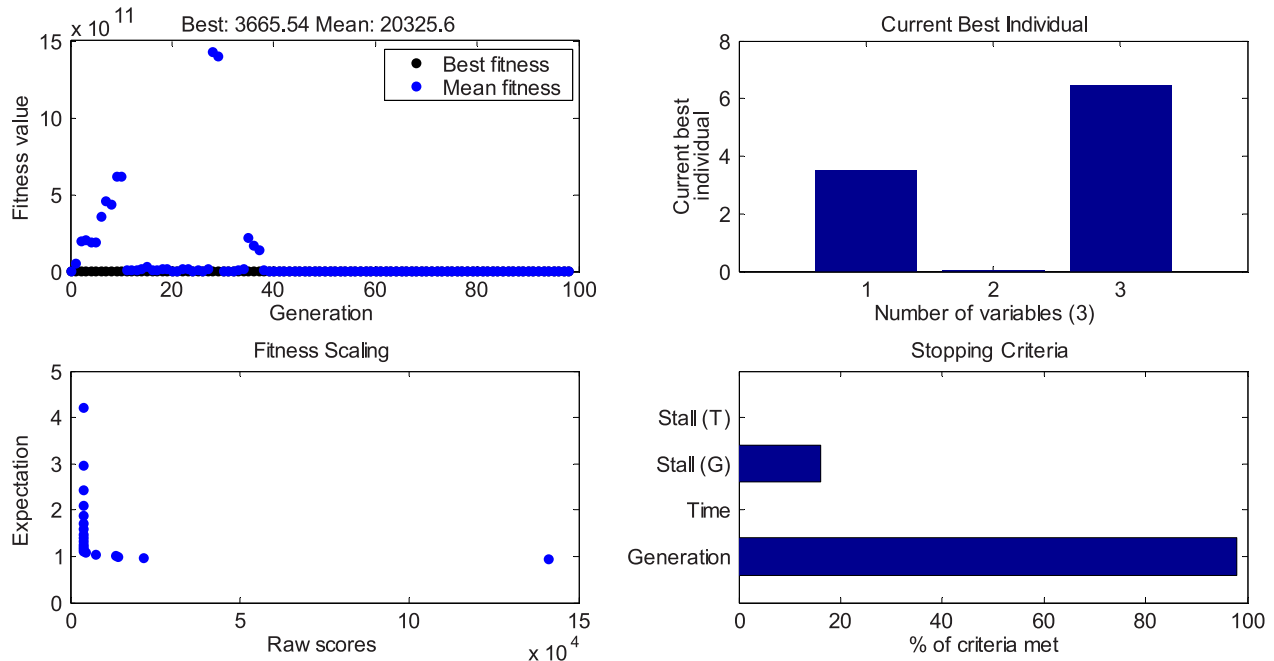 Best: 3665.54 Mean: 20325.6
x 10^11
15
10
5
0
Fitness value
Best fitness
Mean fitness
0 20 40 60 80 100
Generation
Current Best Individual
8
6
4
2
0
Current best
individual
1 2 3
Number of variables (3)
Fitness Scaling
5
4
3
2
1
0
Expectation
0 5 10 15
Raw scores
x 10^4
Stopping Criteria
Stall (T)
Stall (G)
Time
Generation
0 20 40 60 80 100
% of criteria met